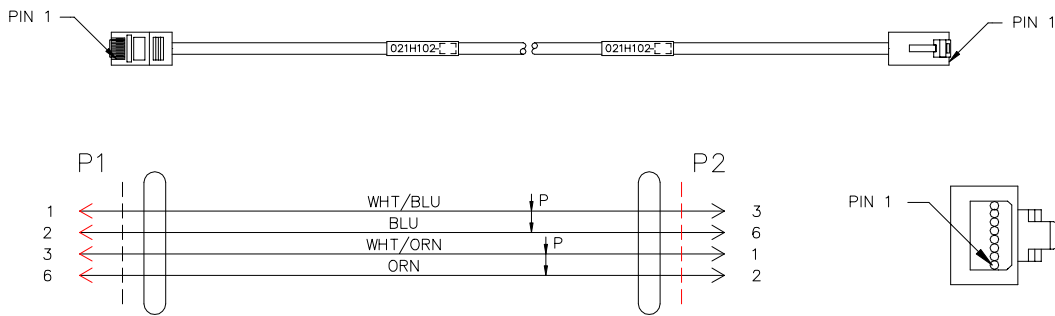 PIN 1
PIN 1
021H102-
021H102-
P1
P2
WHT/BLU
P
1
3
BLU
2
6
WHT/ORN
P
3
1
ORN
6
2
PIN 1